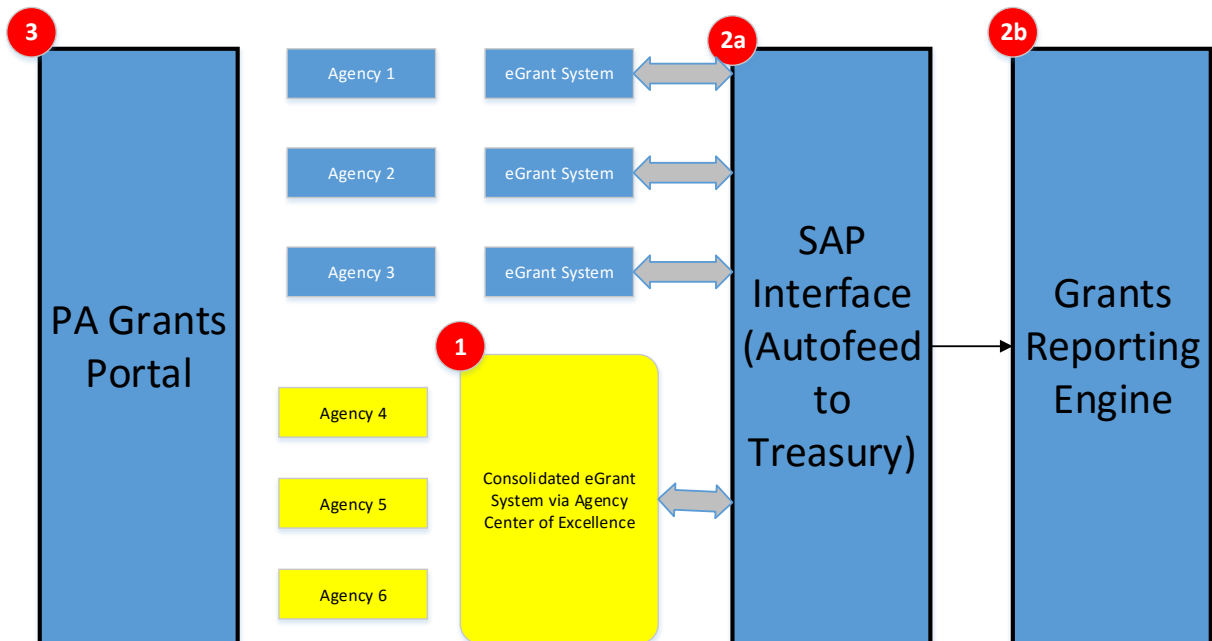 3
2a
2b
Agency 1
eGrant System
Agency 2
eGrant System
Agency 3
eGrant System
PA Grants
Portal
SAP
Interface
(Autofeed
to
Treasury)
Grants
Reporting
Engine
1
Agency 4
Agency 5
Agency 6
Consolidated eGrant
System via Agency
Center of Excellence